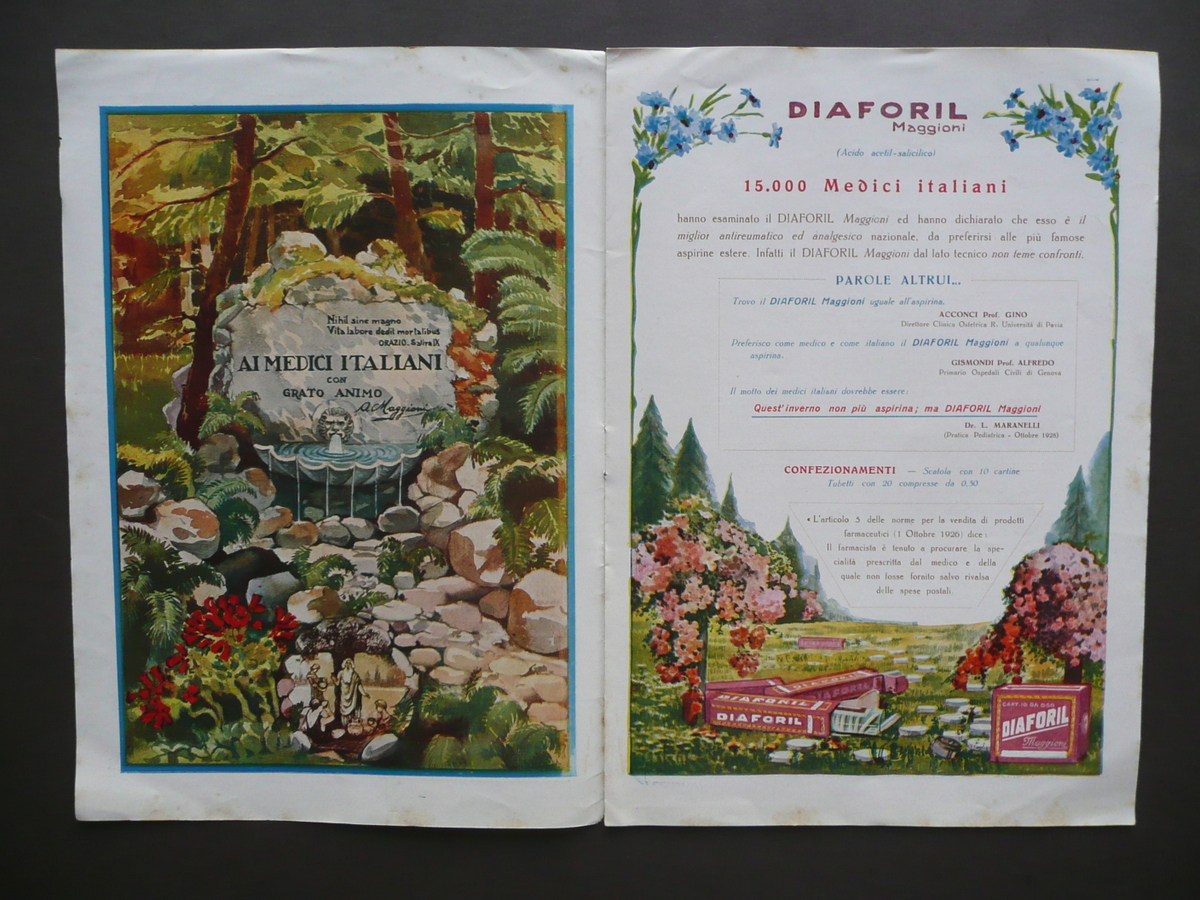 Nihil sine magno
Vita labore dedit mortalibus
ORAZIO. Satira IX
AI MEDICI ITALIANI
CON
GRATO ANIMO
A. Maggioni
DIAFORIL
Maggioni
(Acido acetil-salicilico)
15.000 Medici italiani
hanno esaminato il DIAFORIL Maggioni ed hanno dichiarato che esso è il
miglior antireumatico ed analgesico nazionale, da preferirsi alle più famose
aspirine estere. Infatti il DIAFORIL Maggioni dal lato tecnico non teme confronti.
PAROLE ALTRUI...
Trovo il DIAFORIL Maggioni uguale all'aspirina.
ACCONCI Prof. GINO
Direttore Clinica Ostetrica R. Università di Pavia
Preferisco come medico e come italiano il DIAFORIL Maggioni a qualunque
aspirina.
GISMONDI Prof. ALFREDO
Primario Ospedali Civili di Genova
Il motto dei medici italiani dovrebbe essere:
Quest'inverno non più aspirina; ma DIAFORIL Maggioni
Dr. L. MARANELLI
(Pratica Pediatrica - Ottobre 1928)
CONFEZIONAMENTI — Scatola con 10 cartine
Tubetti con 20 compresse da 0,50
« L'articolo 5 delle norme per la vendita di prodotti
farmaceutici (1 Ottobre 1926) dice:
Il farmacista è tenuto a procurare la spe-
cialità prescritta dal medico e della
quale non fosse fornito salvo rivalsa
delle spese postali.
DIAFORIL
DIAFORIL
CART. 10 DA 0.50
DIAFORIL
Maggioni